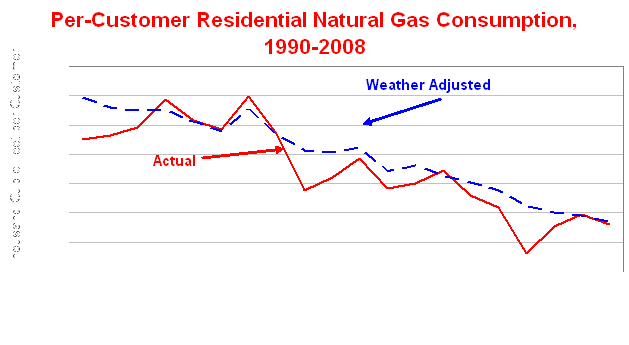 Per-Customer Residential Natural Gas Consumption,
1990-2008
Weather Adjusted
Actual